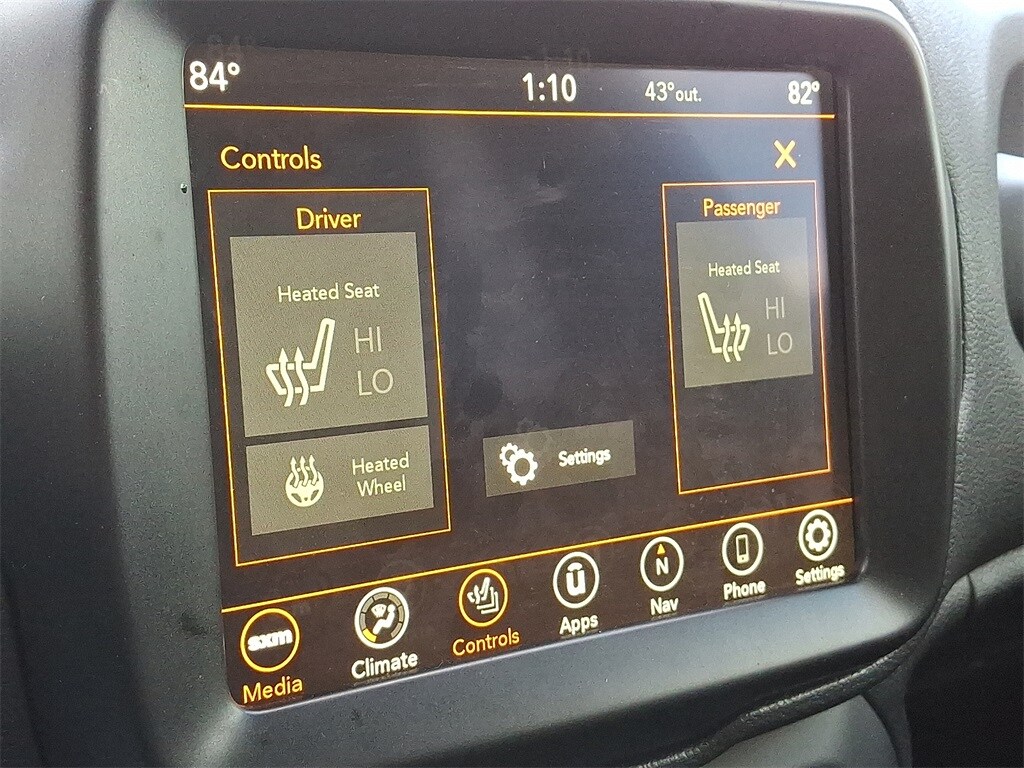 84° 1:10 43° out. 82°
Controls X
Driver
Heated Seat
HI
LO
Heated
Wheel
Settings
Passenger
Heated Seat
HI
LO
sxm
Media
Climate
Controls
ū
Apps
N
Nav
Phone
Settings